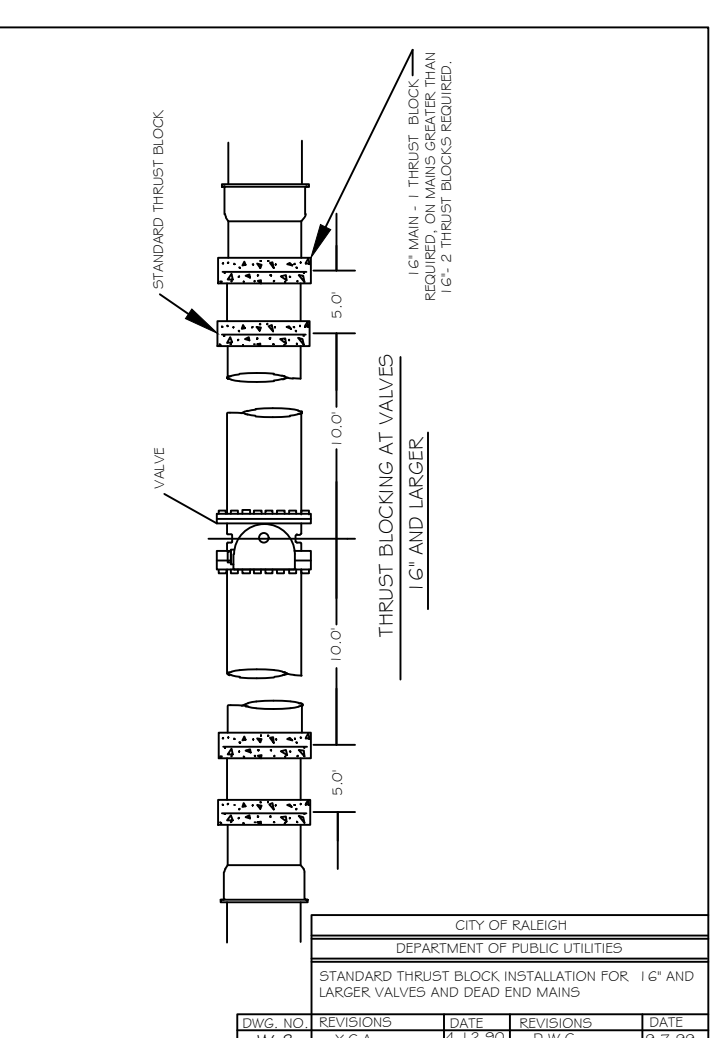 STANDARD THRUST BLOCK
16" MAIN - 1 THRUST BLOCK
REQUIRED, ON MAINS GREATER THAN
16"- 2 THRUST BLOCKS REQUIRED.
5.0'
10.0'
VALVE
THRUST BLOCKING AT VALVES
16" AND LARGER
10.0'
5.0'
CITY OF RALEIGH
DEPARTMENT OF PUBLIC UTILITIES
STANDARD THRUST BLOCK INSTALLATION FOR 16" AND
LARGER VALVES AND DEAD END MAINS
DWG. NO. REVISIONS DATE REVISIONS DATE